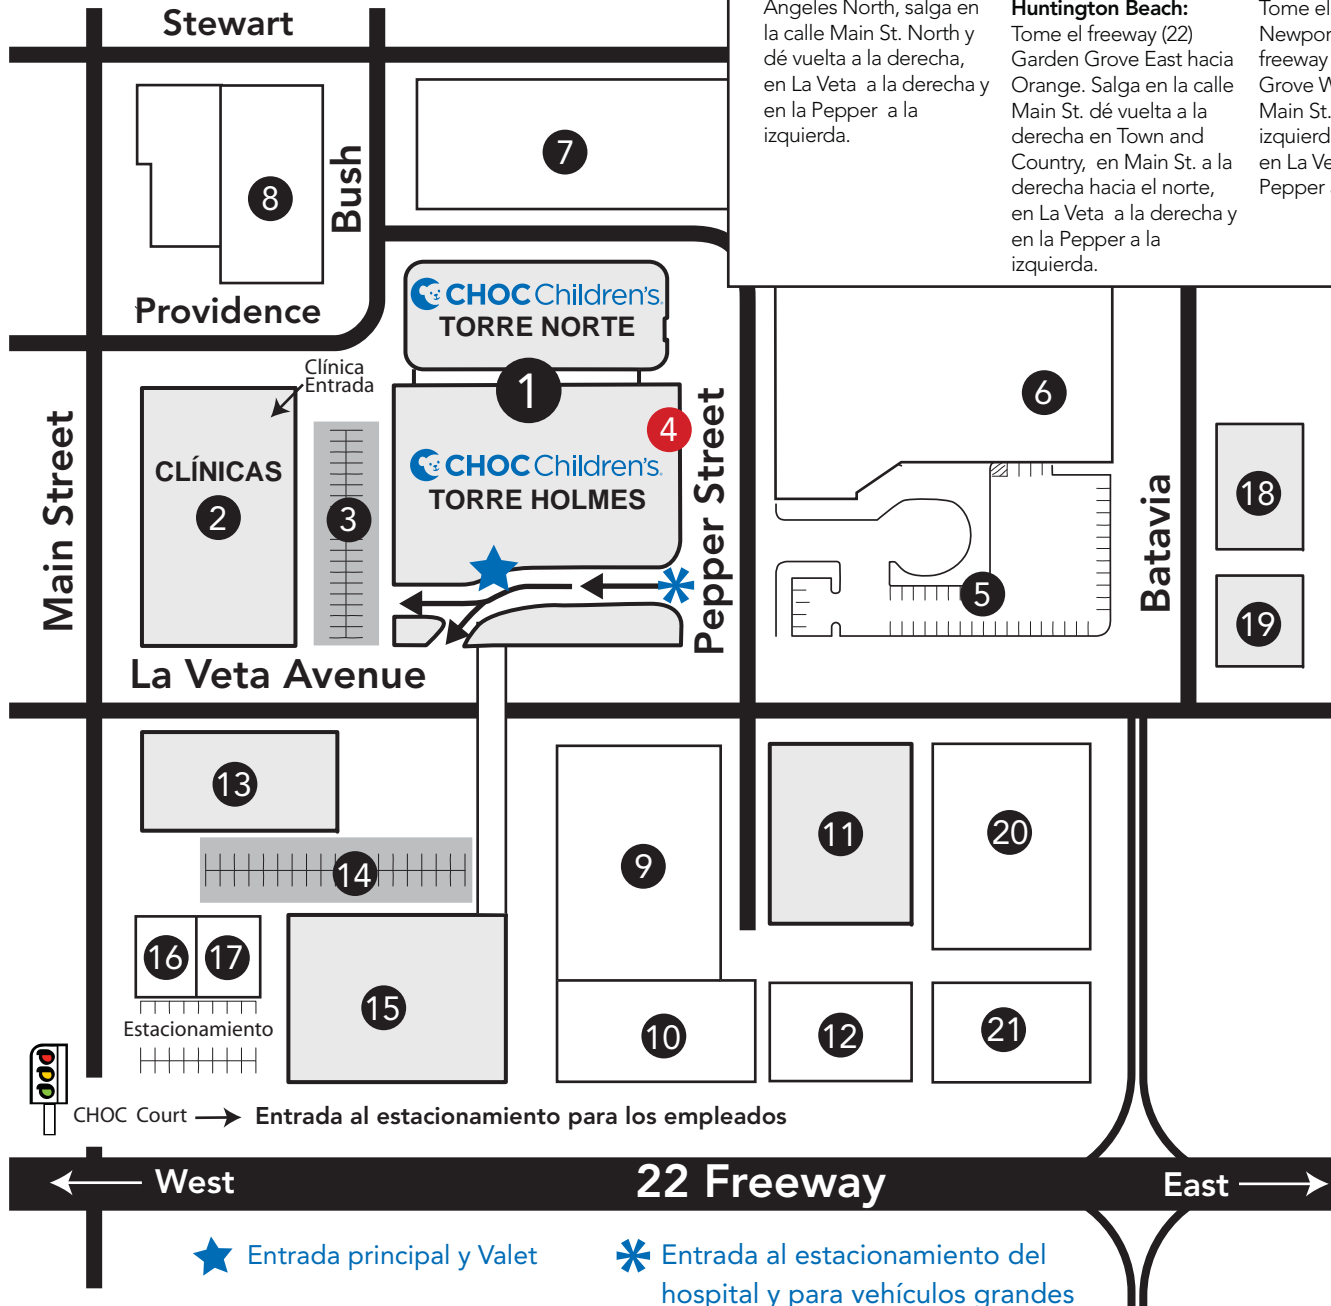 Angeles North, salga en
la calle Main St. North y
dé vuelta a la derecha,
en La Veta a la derecha y
en la Pepper a la
izquierda.
Huntington Beach:
Tome el freeway (22)
Garden Grove East hacia
Orange. Salga en la calle
Main St. dé vuelta a la
derecha en Town and
Country, en Main St. a la
derecha hacia el norte,
en La Veta a la derecha y
en la Pepper a la
izquierda.
Tome el
freeway
Main St.
en La
Pepper
Stewart
7
8
Bush
Providence
CHOC Children's.
TORRE NORTE
Clínica
Entrada
1
6
4
Main Street
CLÍNICAS
2
3
CHOC Children's.
TORRE HOLMES
Pepper Street
Batavia
18
5
19
La Veta Avenue
13
14
9
11
20
16
17
15
10
12
21
Estacionamiento
CHOC Court
Entrada al estacionamiento para los empleados
West
22 Freeway
East
Entrada principal y Valet
Entrada al estacionamiento del
hospital y para vehículos grandes